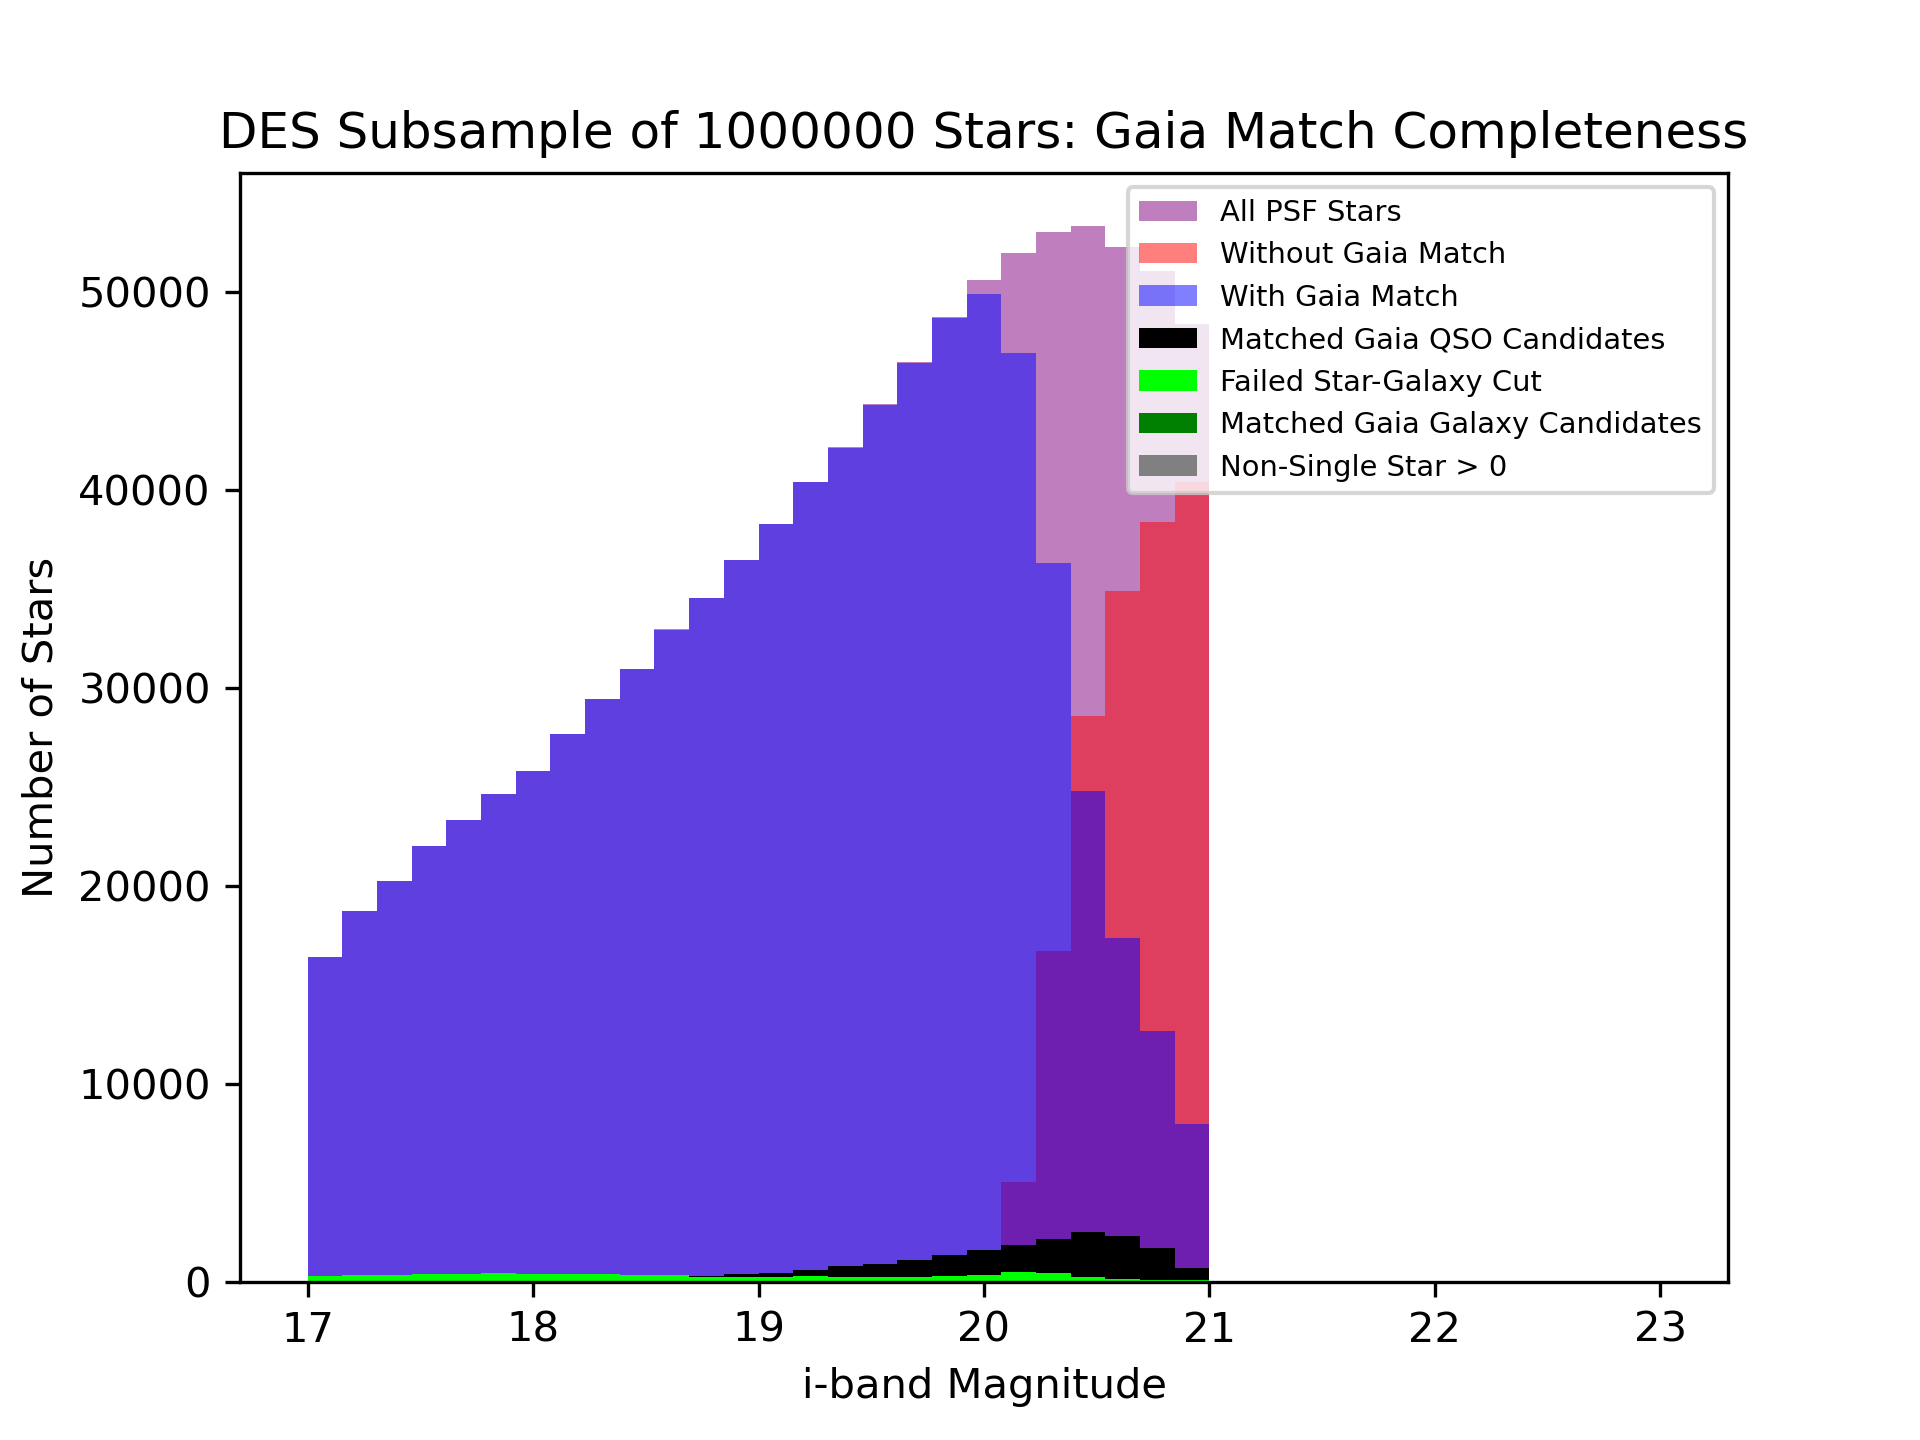 DES Subsample of 1000000 Stars: Gaia Match Completeness
All PSF Stars
Without Gaia Match
With Gaia Match
Matched Gaia QSO Candidates
Failed Star-Galaxy Cut
Matched Gaia Galaxy Candidates
Non-Single Star > 0
Number of Stars
50000
40000
30000
20000
10000
0
17 18 19 20 21 22 23
i-band Magnitude